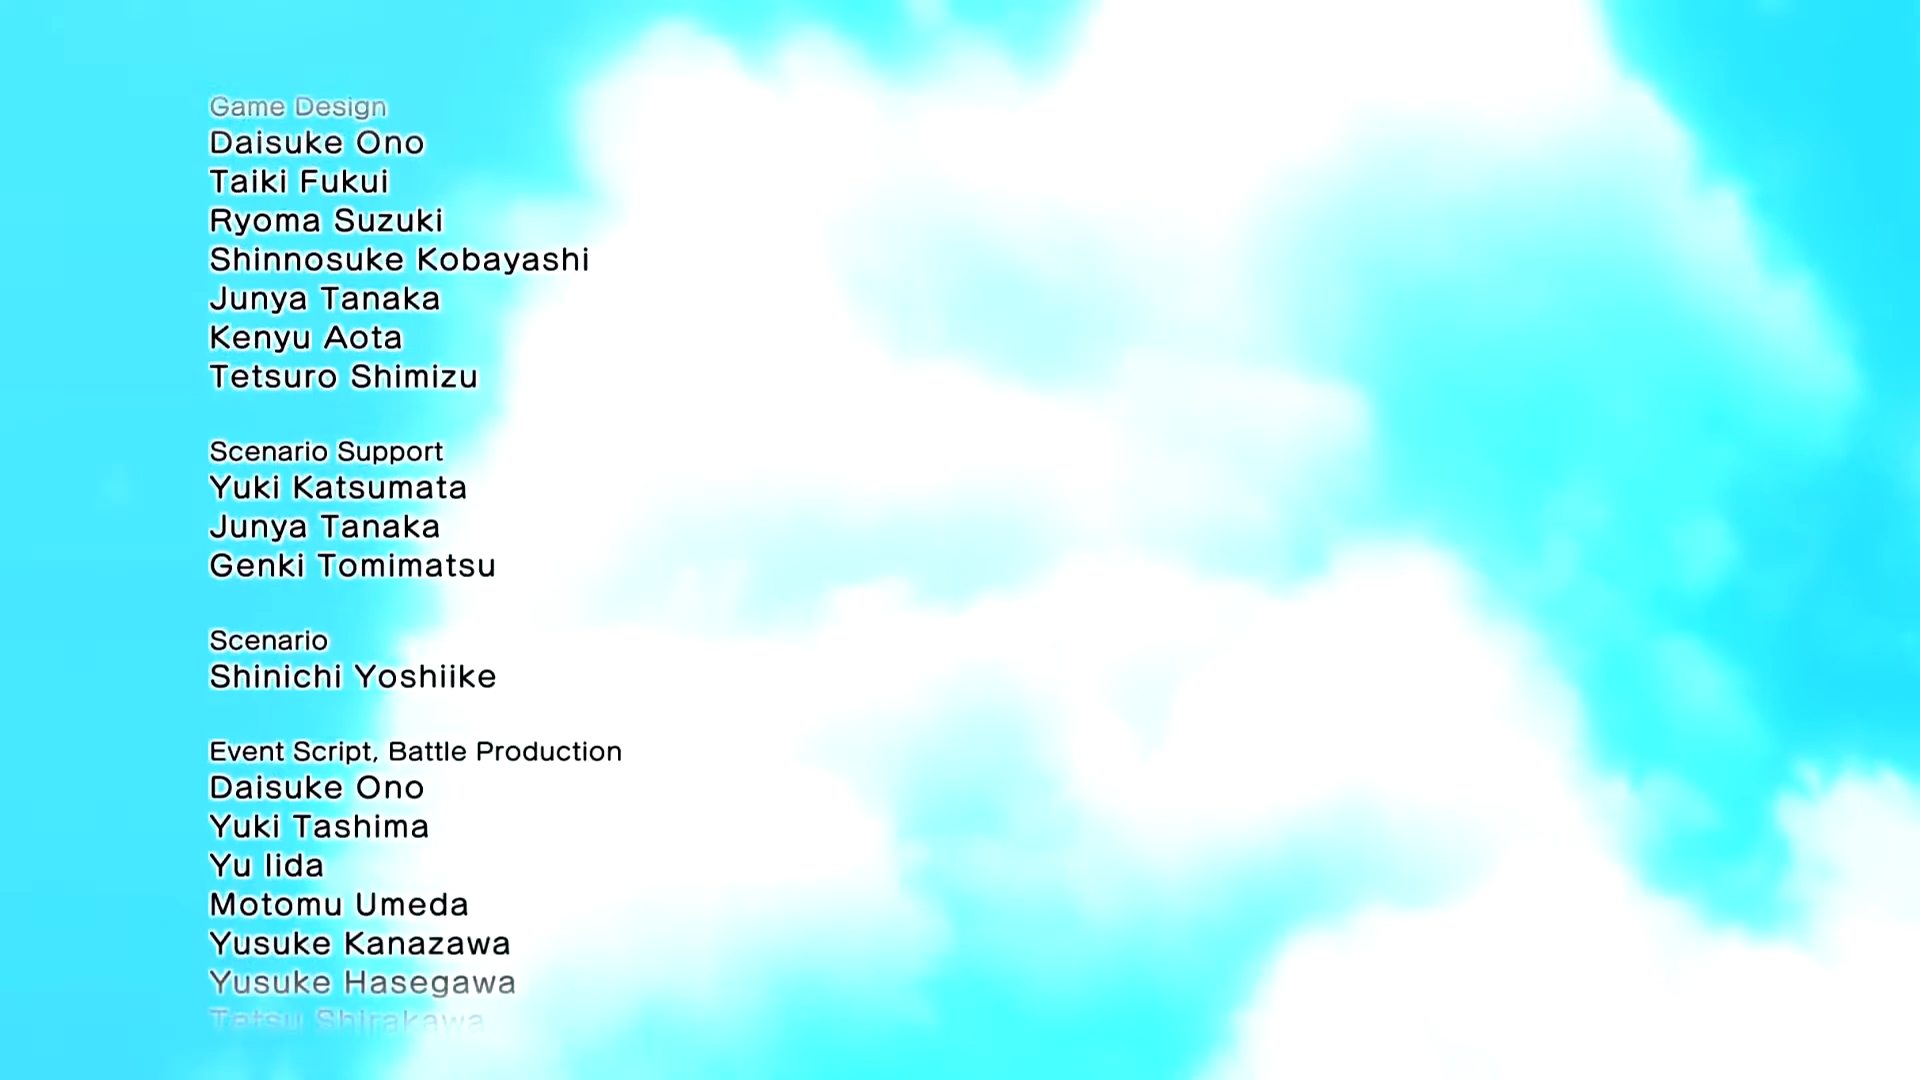 Game Design
Daisuke Ono
Taiki Fukui
Ryoma Suzuki
Shinnosuke Kobayashi
Junya Tanaka
Kenyu Aota
Tetsuro Shimizu
Scenario Support
Yuki Katsumata
Junya Tanaka
Genki Tomimatsu
Scenario
Shinichi Yoshiike
Event Script, Battle Production
Daisuke Ono
Yuki Tashima
Yu Iida
Motomu Umeda
Yusuke Kanazawa
Yusuke Hasegawa
Tetsu Shirakawa